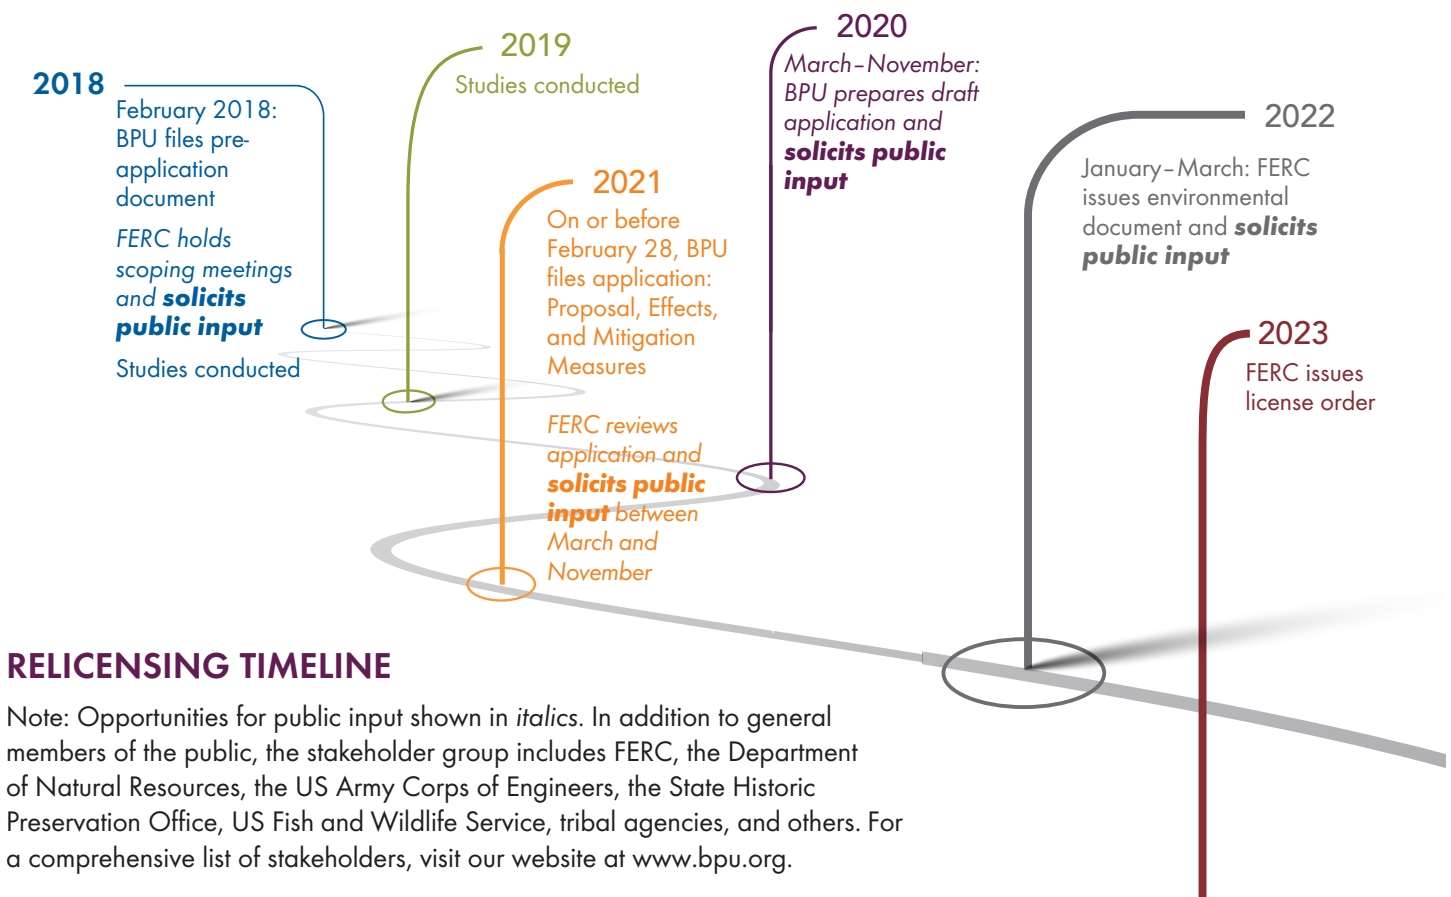 2018
February 2018:
BPU files pre-
application
document
FERC holds
scoping meetings
and solicits
public input
Studies conducted
2019
Studies conducted
2020
March–November:
BPU prepares draft
application and
solicits public
input
2021
On or before
February 28, BPU
files application:
Proposal, Effects,
and Mitigation
Measures
FERC reviews
application and
solicits public
input between
March and
November
2022
January–March: FERC
issues environmental
document and solicits
public input
2023
FERC issues
license order
RELICENSING TIMELINE
Note: Opportunities for public input shown in italics. In addition to general
members of the public, the stakeholder group includes FERC, the Department
of Natural Resources, the US Army Corps of Engineers, the State Historic
Preservation Office, US Fish and Wildlife Service, tribal agencies, and others. For
a comprehensive list of stakeholders, visit our website at www.bpu.org.